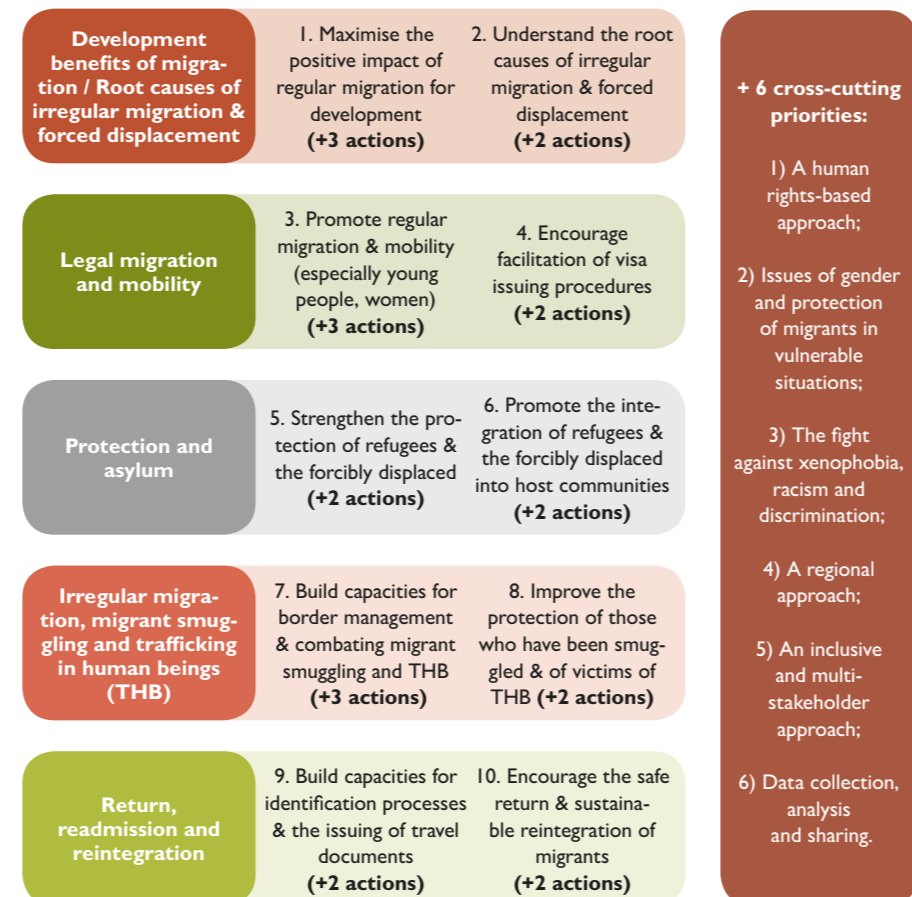 Development
benefits of migra-
tion / Root causes of
irregular migration &
forced displacement
1. Maximise the
positive impact of
regular migration for
development
(+3 actions)
2. Understand the root
causes of irregular
migration & forced
displacement
(+2 actions)
Legal migration
and mobility
3. Promote regular
migration & mobility
(especially young
people, women)
(+3 actions)
4. Encourage
facilitation of visa
issuing procedures
(+2 actions)
Protection and
asylum
5. Strengthen the pro-
tection of refugees &
the forcibly displaced
(+2 actions)
6. Promote the inte-
gration of refugees &
the forcibly displaced
into host communities
(+2 actions)
Irregular migra-
tion, migrant smug-
gling and trafficking
in human beings
(THB)
7. Build capacities for
border management
& combating migrant
smuggling and THB
(+3 actions)
8. Improve the
protection of those
who have been smug-
gled & of victims of
THB (+2 actions)
Return,
readmission and
reintegration
9. Build capacities for
identification processes
& the issuing of travel
documents
(+2 actions)
10. Encourage the safe
return & sustaina-
ble reintegration of
migrants
(+2 actions)
+ 6 cross-cutting
priorities:
1) A human
rights-based
approach;
2) Issues of gender
and protection
of migrants in
vulnerable
situations;
3) The fight
against xenophobia,
racism and
discrimination;
4) A regional
approach;
5) An inclusive
and multi-
stakeholder
approach;
6) Data collection,
analysis
and sharing.